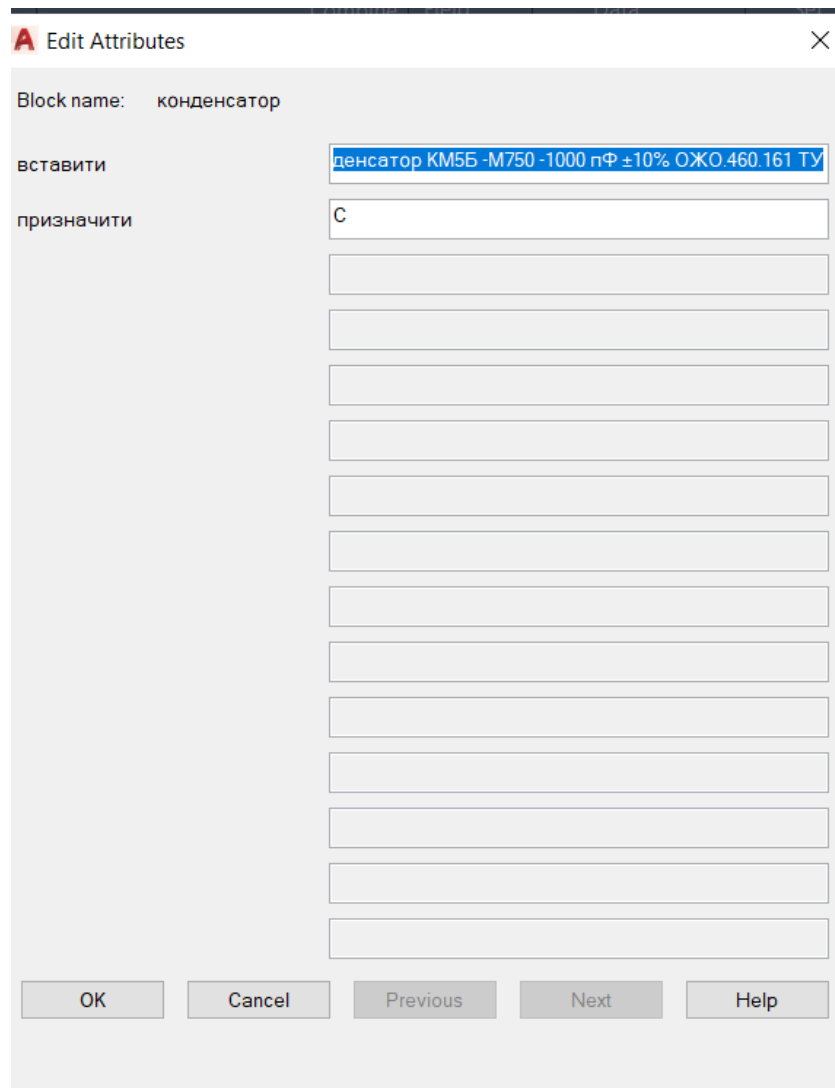 Edit Attributes
Block name: конденсатор
вставити денсатор КМ5Б -М750 -1000 пФ ±10% ОЖО.460.161 ТУ
призначити С
OK Cancel Previous Next Help